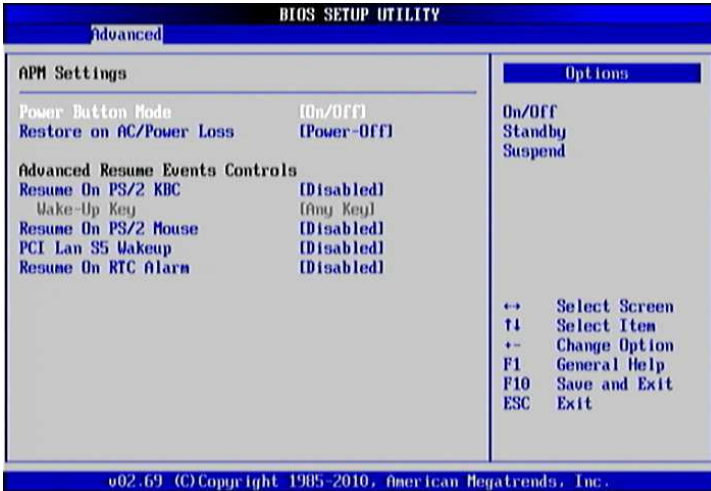 BIOS SETUP UTILITY
Advanced
APM Settings
Power Button Mode [On/Off]
Restore on AC/Power Loss [Power-Off]
Advanced Resume Events Controls
Resume On PS/2 KBC [Disabled]
Wake-Up Key [Any Key]
Resume On PS/2 Mouse [Disabled]
PCI Lan S5 Wakeup [Disabled]
Resume On RTC Alarm [Disabled]
Options
On/Off
Standby
Suspend
↔ Select Screen
↑↓ Select Item
+- Change Option
F1 General Help
F10 Save and Exit
ESC Exit
v02.69 (C)Copyright 1985-2010, American Megatrends, Inc.